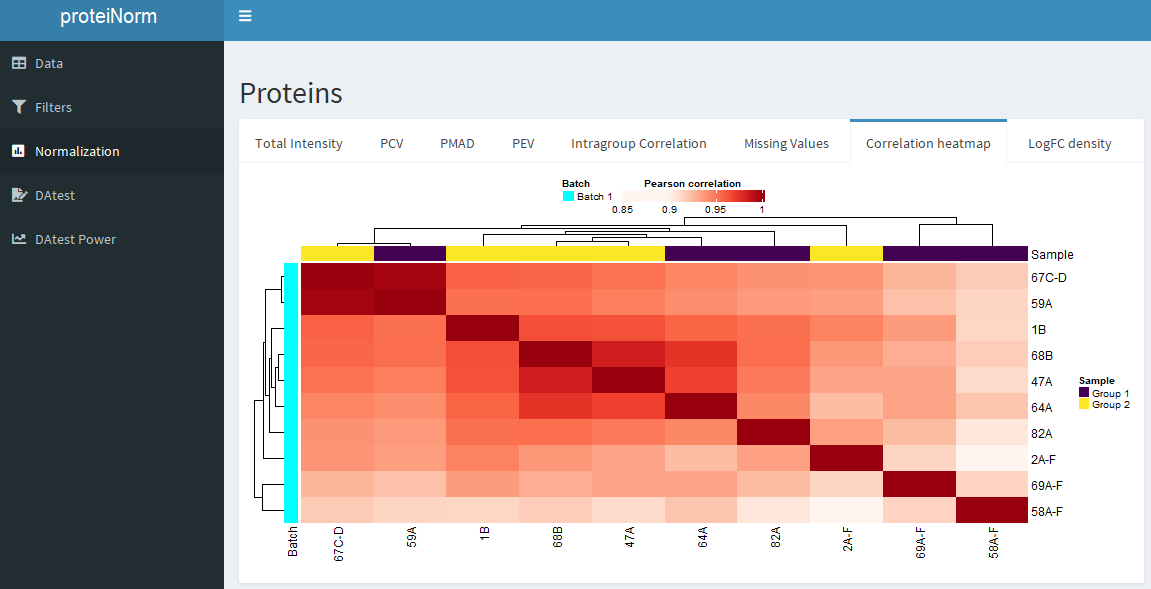 proteiNorm
Data
Filters
Normalization
DAtest
DAtest Power
Proteins
Total Intensity
PCV
PMAD
PEV
Intragroup Correlation
Missing Values
Correlation heatmap
LogFC density
Batch
Batch 1
Pearson correlation
0.85 0.9 0.95 1
Sample
67C-D
59A
1B
68B
47A
64A
82A
2A-F
69A-F
58A-F
Sample
Group 1
Group 2
Batch
67C-D
59A
1B
68B
47A
64A
82A
2A-F
69A-F
58A-F